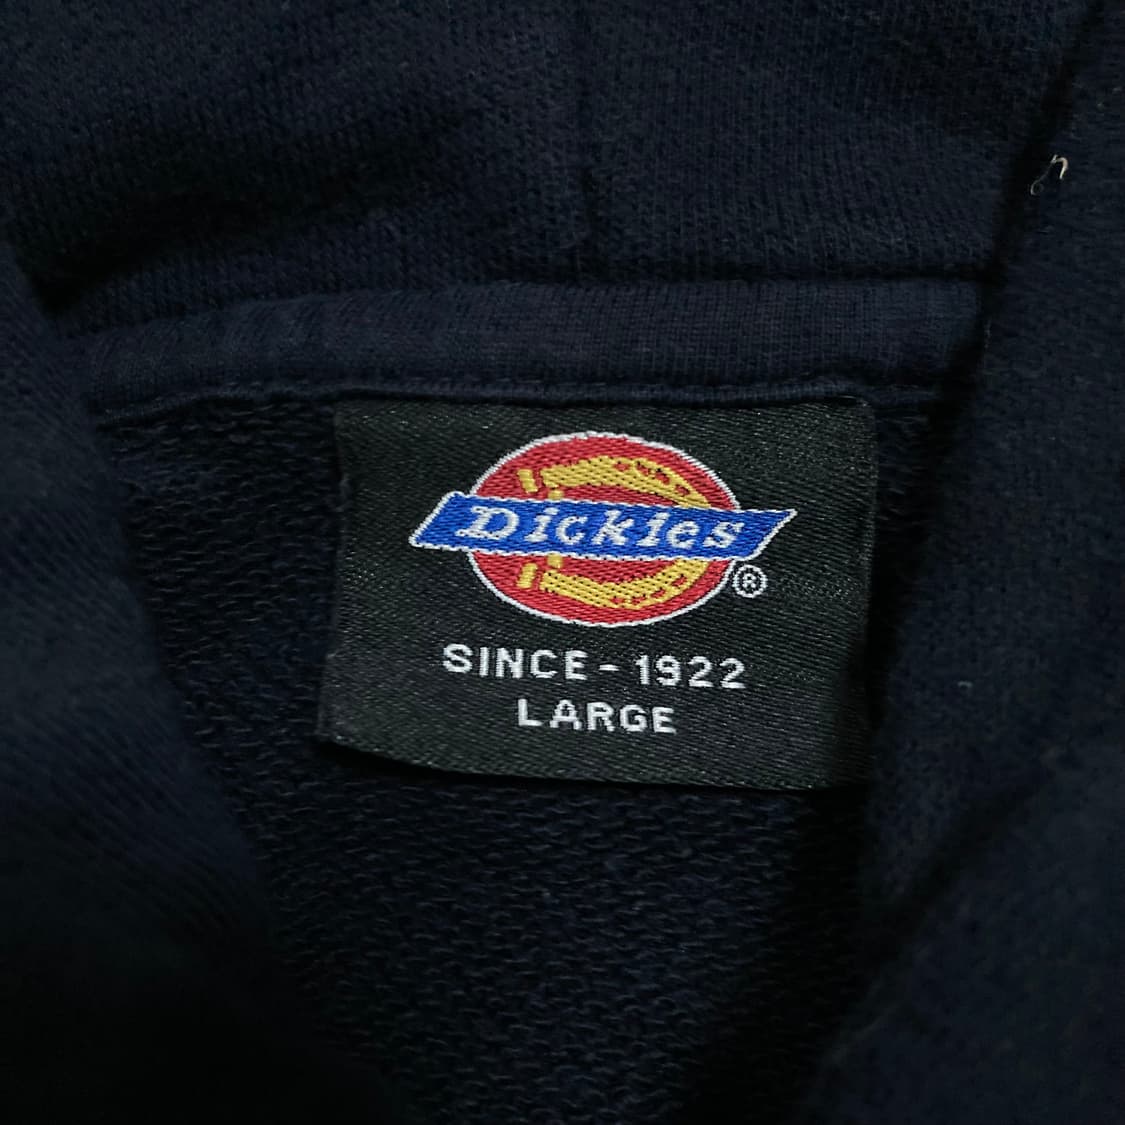 Dickies
®
SINCE - 1922
LARGE